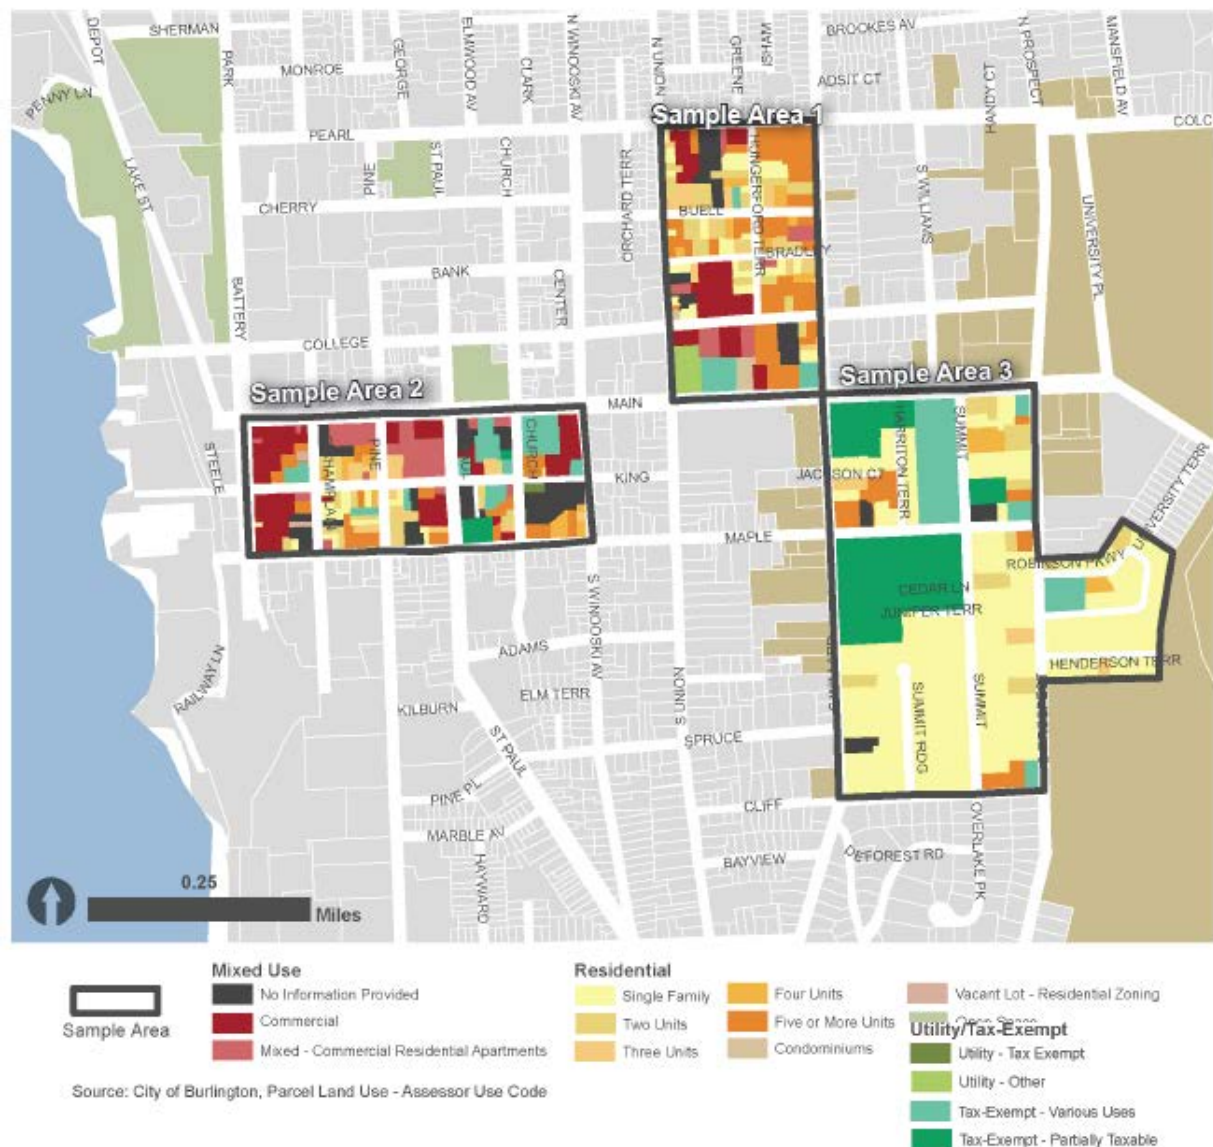 SHERMAN
DEPOT
PARK
GEORGE
ELMWOOD AV
CLARK
N WINOOSKI AV
N UNION
GREENE
ISHAM
BROOKES AV
N PROSPECT
MANSFIELD AV
MONROE
ADSIT CT
HANDY CT
PENNY LN
PEARL
Sample Area 1
COLC
LAKE ST
PINE
ST PAUL
CHURCH
ORCHARD TERR
HUNGERFORD TERR
S WILLIAMS
UNIVERSITY PL
CHERRY
BUELL
BRADLEY
BANK
CENTER
BATTERY
COLLEGE
Sample Area 2
MAIN
Sample Area 3
STEELE
PINE
CHURCH
KING
JACKSON CT
HARRITON TERR
SUMMIT
UNIVERSITY TERR
MAPLE
ROBINSON PKWY
CEDAR LN
JUNIPER TERR
S WINOOSKI AV
ADAMS
HENDERSON TERR
RAILWAY LN
ELM TERR
S UNION
KILBURN
SUMMIT RDG
SUMMIT
ST PAUL
SPRUCE
PINE PL
CLIFF
MARBLE AV
OVERLAKE PK
HAYWARD
BAYVIEW
DEFOREST RD
0.25
Miles
Sample Area
Mixed Use
No Information Provided
Commercial
Mixed - Commercial Residential Apartments
Residential
Single Family
Two Units
Three Units
Four Units
Five or More Units
Condominiums
Vacant Lot - Residential Zoning
Utility/Tax-Exempt
Utility - Tax Exempt
Utility - Other
Tax-Exempt - Various Uses
Tax-Exempt - Partially Taxable
Source: City of Burlington, Parcel Land Use - Assessor Use Code